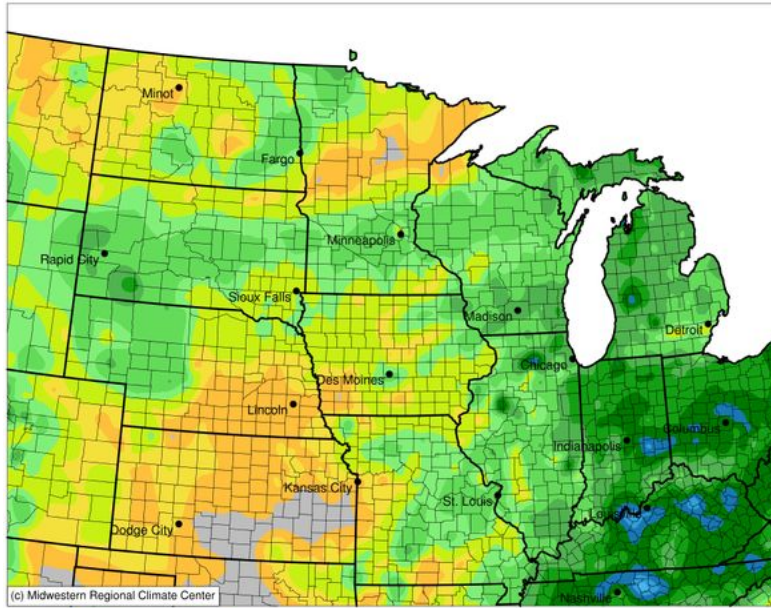 Minot
Fargo
Minneapolis
Rapid City
Sioux Falls
Madison
Detroit
Chicago
Des Moines
Lincoln
Columbus
Indianapolis
Kansas City
St. Louis
Louisville
Dodge City
Nashville
(c) Midwestern Regional Climate Center